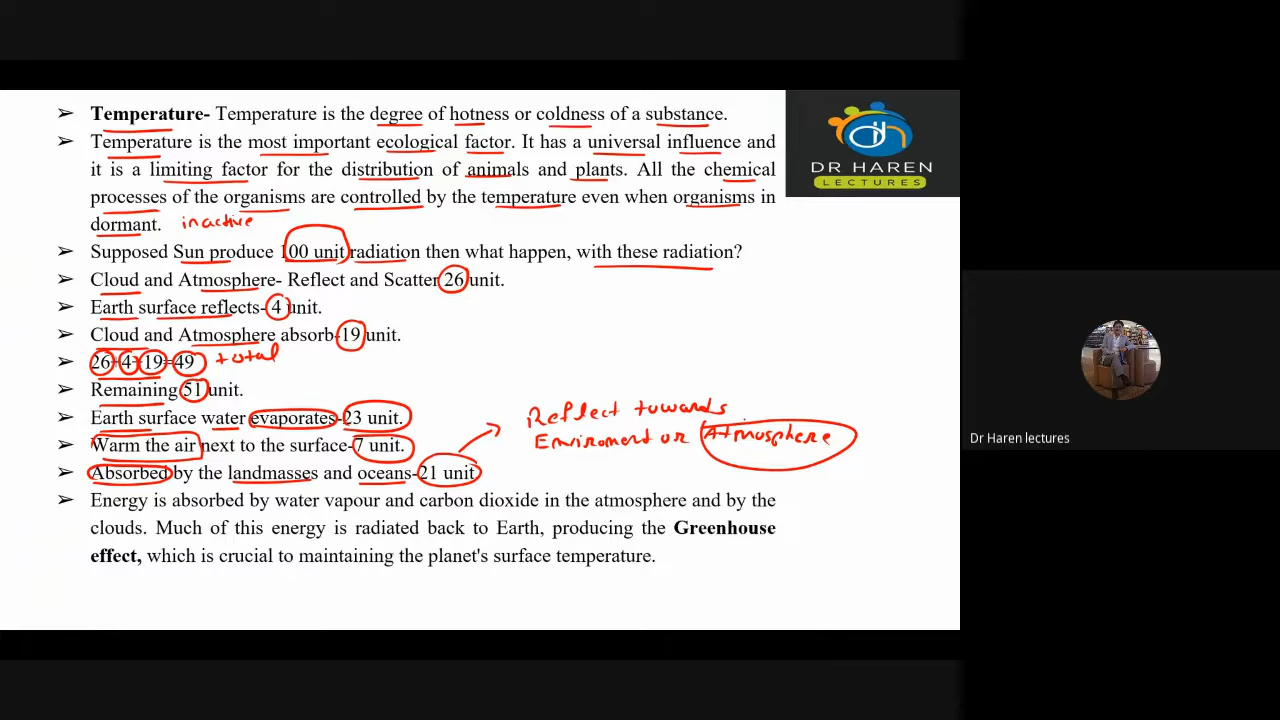 ➢ Temperature- Temperature is the degree of hotness or coldness of a substance.
➢ Temperature is the most important ecological factor. It has a universal influence and
it is a limiting factor for the distribution of animals and plants. All the chemical
processes of the organisms are controlled by the temperature even when organisms in
dormant. inactive
➢ Supposed Sun produce 100 unit radiation then what happen, with these radiation?
➢ Cloud and Atmosphere- Reflect and Scatter 26 unit.
➢ Earth surface reflects- 4 unit.
➢ Cloud and Atmosphere absorb-19 unit.
➢ 26+4+19=49 total
➢ Remaining 51 unit.
➢ Earth surface water evaporates-23 unit.
➢ Warm the air next to the surface-7 unit.
➢ Absorbed by the landmasses and oceans-21 unit
Reflect towards
Enviroment or Atmosphere
➢ Energy is absorbed by water vapour and carbon dioxide in the atmosphere and by the
clouds. Much of this energy is radiated back to Earth, producing the Greenhouse
effect, which is crucial to maintaining the planet's surface temperature.
DR HAREN
LECTURES
Dr Haren lectures